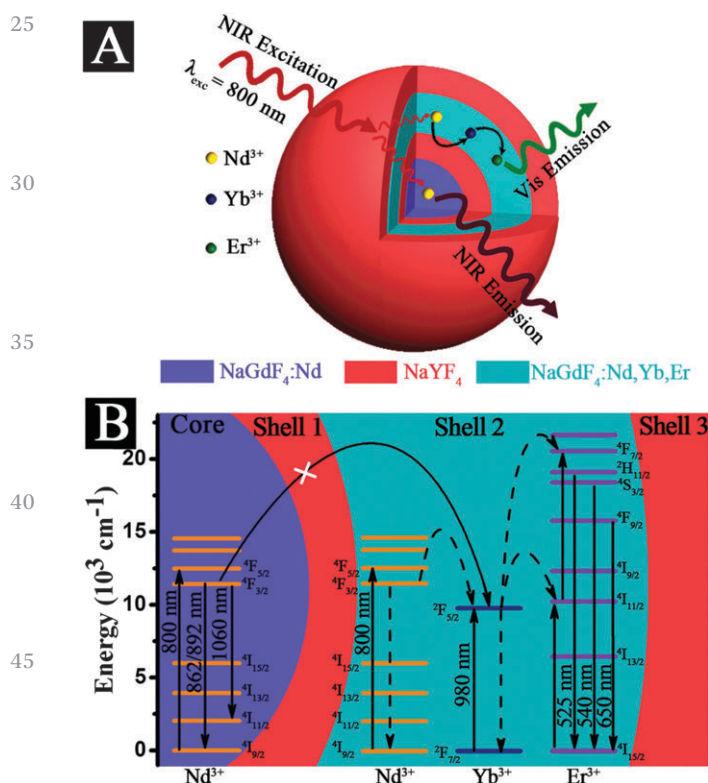 25
30
35
40
45
A
NIR Excitation
λexc = 800 nm
Nd³⁺
Yb³⁺
Er³⁺
Vis Emission
NIR Emission
NaGdF₄:Nd
NaYF₄
NaGdF₄:Nd,Yb,Er
B
Core
Shell 1
Shell 2
Shell 3
Energy (10³ cm⁻¹)
20
15
10
5
0
⁴F₅/₂
⁴F₃/₂
⁴I₁₅/₂
⁴I₁₃/₂
⁴I₁₁/₂
⁴I₉/₂
800 nm
862/892 nm
1060 nm
Nd³⁺
⁴F₅/₂
⁴F₃/₂
⁴I₁₅/₂
⁴I₁₃/₂
⁴I₁₁/₂
⁴I₉/₂
800 nm
Nd³⁺
²F₅/₂
²F₇/₂
980 nm
Yb³⁺
⁴F₇/₂
²H₁₁/₂
⁴S₃/₂
⁴F₉/₂
⁴I₉/₂
⁴I₁₁/₂
⁴I₁₃/₂
⁴I₁₅/₂
525 nm
540 nm
650 nm
Er³⁺